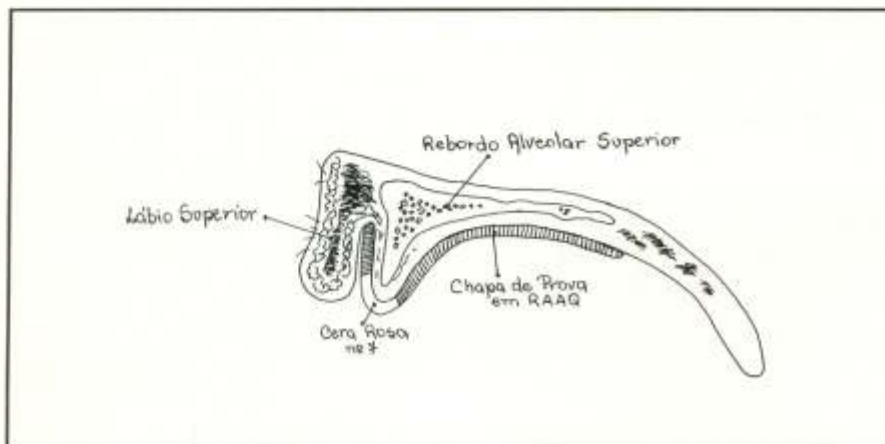 Rebordo Alveolar Superior
Lábio Superior
Chapa de Prova
em RAAQ
Cera Rosa
nº 7